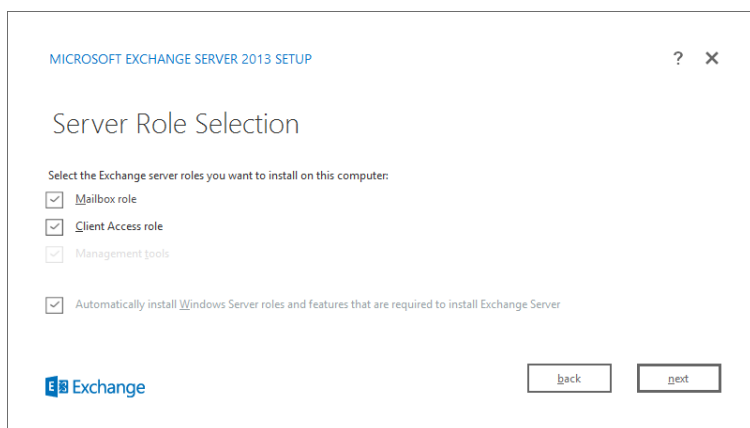 MICROSOFT EXCHANGE SERVER 2013 SETUP
? ✕
Server Role Selection
Select the Exchange server roles you want to install on this computer:
Mailbox role
Client Access role
Management tools
Automatically install Windows Server roles and features that are required to install Exchange Server
E Exchange
back
next